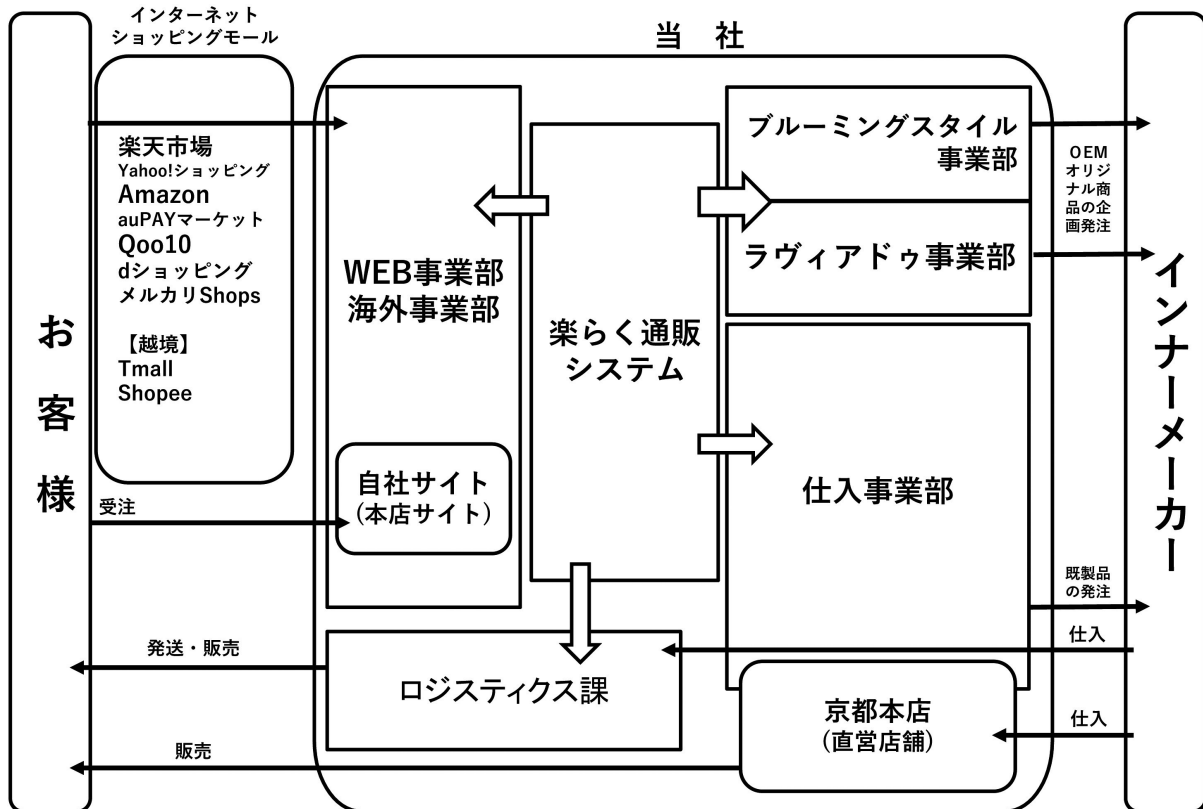 インターネット
ショッピングモール
当 社
お客様
楽天市場
Yahoo!ショッピング
Amazon
auPAYマーケット
Qoo10
dショッピング
メルカリShops
【越境】
Tmall
Shopee
受注
発送・販売
販売
WEB事業部
海外事業部
自社サイト
(本店サイト)
楽らく通販
システム
ロジスティクス課
ブルーミングスタイル
事業部
ラヴィアドゥ事業部
仕入事業部
京都本店
(直営店舗)
OEM
オリジ
ナル商
品の企
画発注
既製品
の発注
仕入
仕入
インナーメーカー